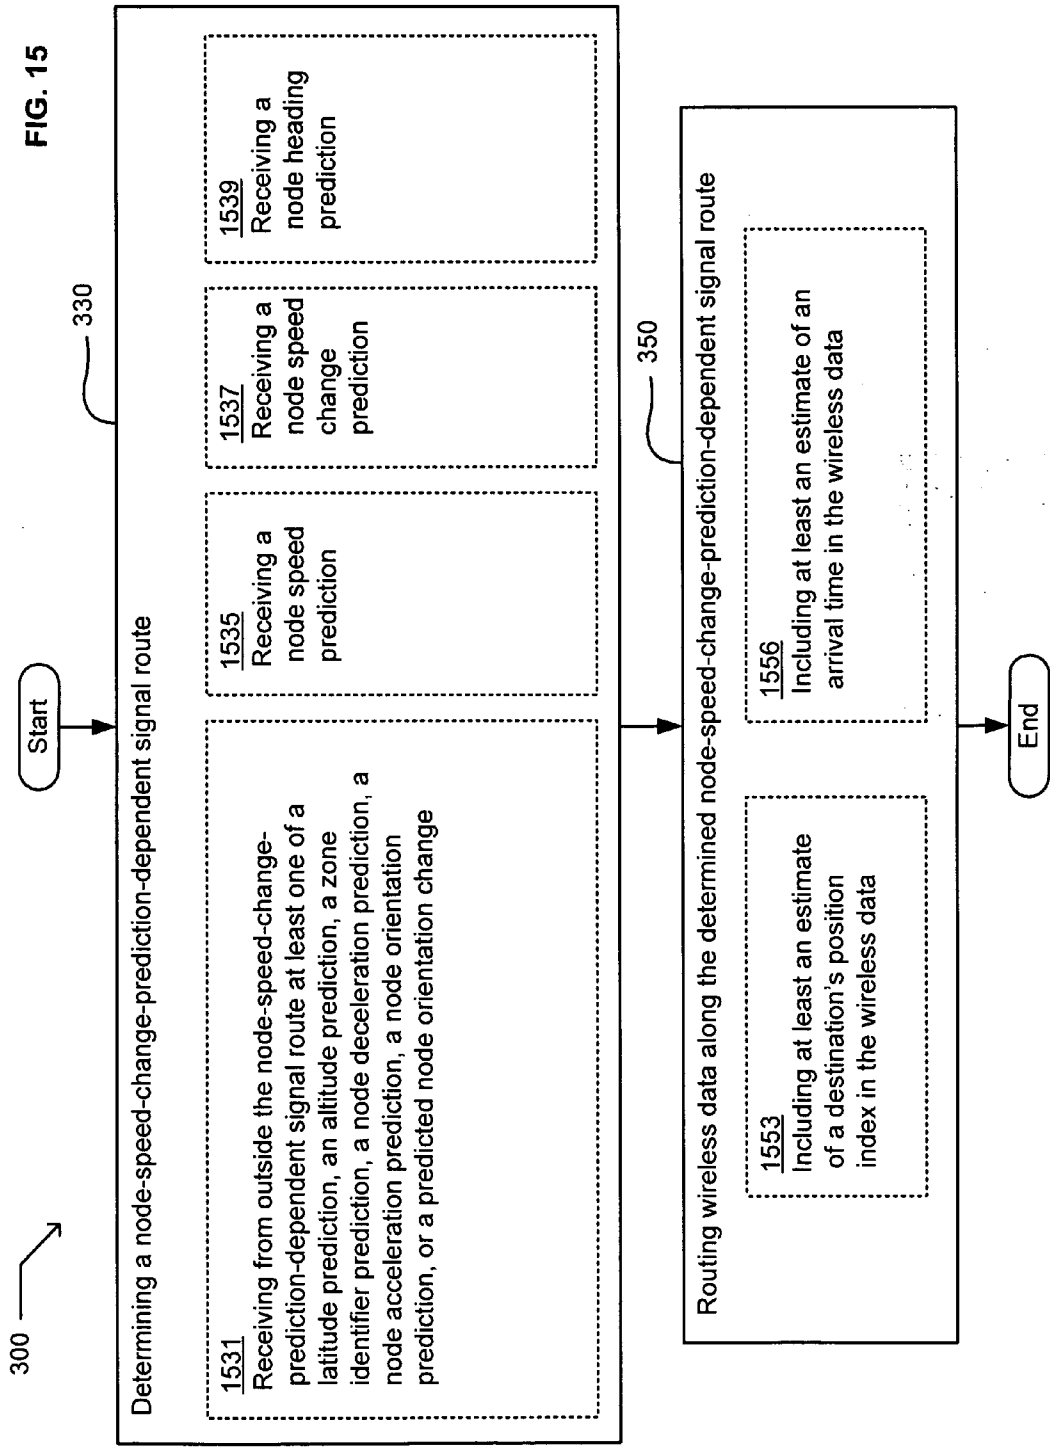 FIG. 15
300
Start
330
Determining a node-speed-change-prediction-dependent signal route
1531
Receiving from outside the node-speed-change-
prediction-dependent signal route at least one of a
latitude prediction, an altitude prediction, a zone
identifier prediction, a node deceleration prediction, a
node acceleration prediction, a node orientation
prediction, or a predicted node orientation change
1535
Receiving a
node speed
prediction
1537
Receiving a
node speed
change
prediction
1539
Receiving a
node heading
prediction
350
Routing wireless data along the determined node-speed-change-prediction-dependent signal route
1553
Including at least an estimate
of a destination's position
index in the wireless data
1556
Including at least an estimate of an
arrival time in the wireless data
End